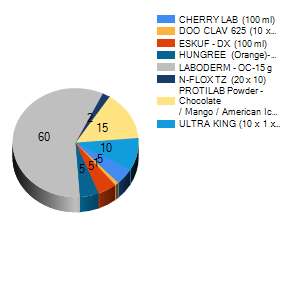 CHERRY LAB (100 ml)
DOO CLAV 625 (10 x...
ESKUF - DX (100 ml)
HUNGREE (Orange)-...
LABODERM - OC-15 g
N-FLOX TZ (20 x 10)
PROTILAB Powder -
Chocolate
/ Mango / American Ic...
ULTRA KING (10 x 1 x...
2
15
60
10
5
5
1
5